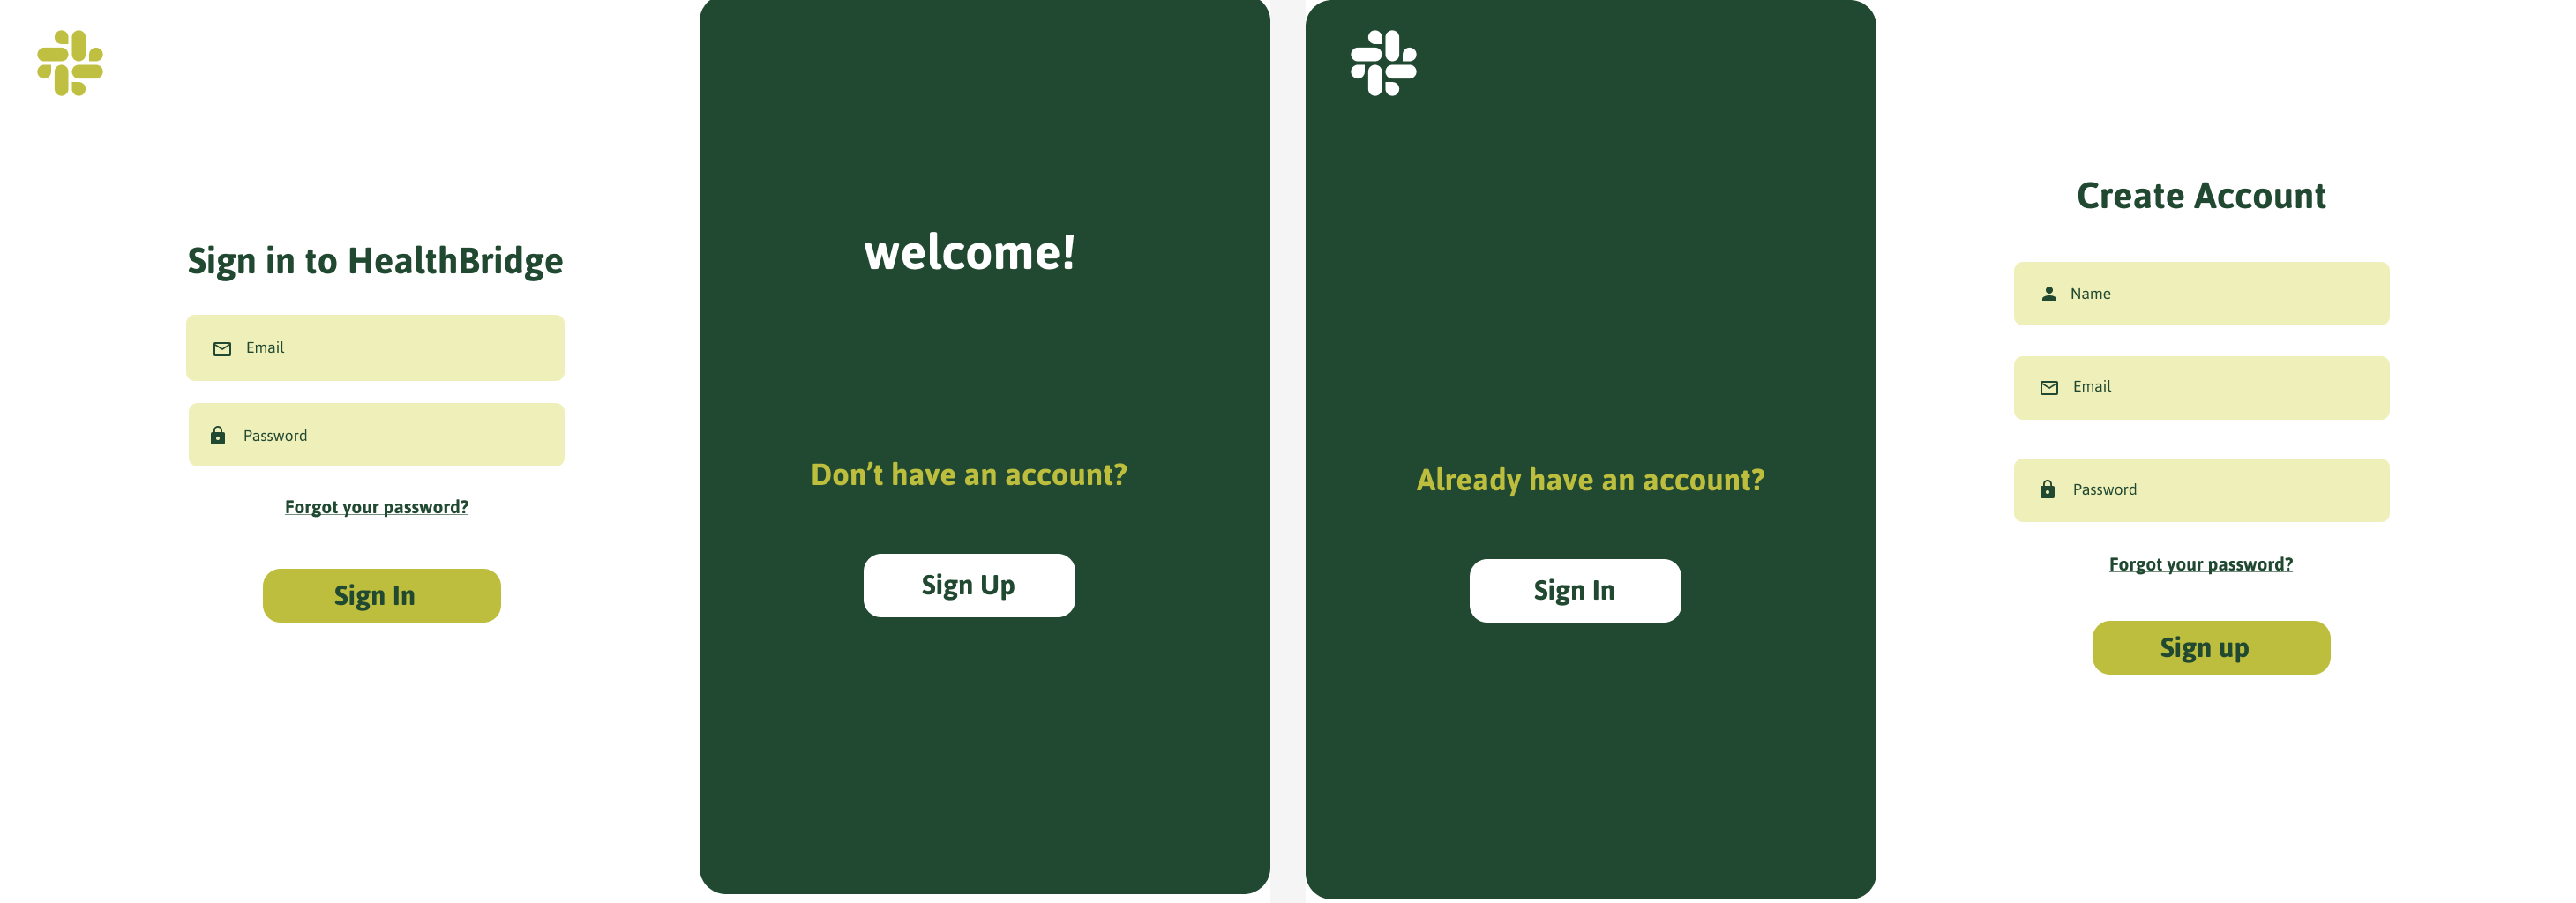 Sign in to HealthBridge
Email
Password
Forgot your password?
Sign In
welcome!
Don’t have an account?
Sign Up
Already have an account?
Sign In
Create Account
Name
Email
Password
Forgot your password?
Sign up